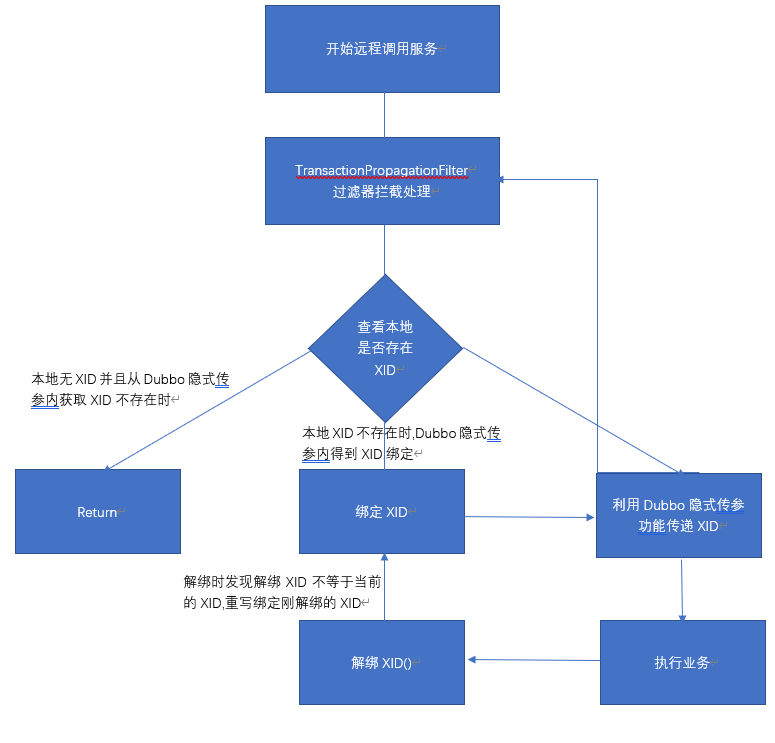 开始远程调用服务
TransactionPropagationFilter
过滤器拦截处理
查看本地
是否存在
XID
本地无 XID 并且从 Dubbo 隐式传
参内获取 XID 不存在时
本地 XID 不存在时,Dubbo 隐式传
参内得到 XID 绑定
Return
绑定 XID
利用 Dubbo 隐式传参
功能传递 XID
解绑时发现解绑 XID 不等于当前
的 XID,重写绑定刚解绑的 XID
解绑 XID()
执行业务